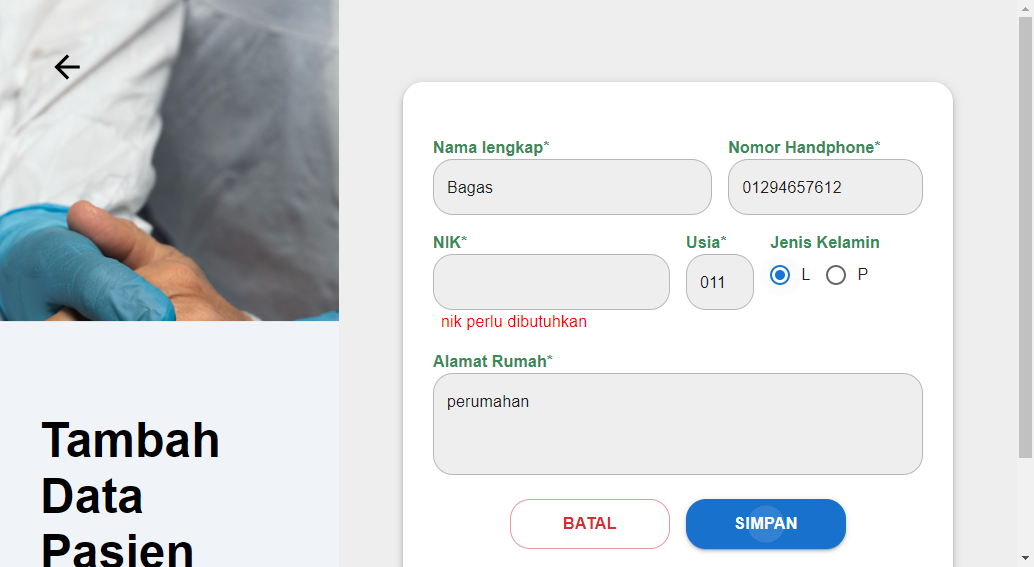 Nama lengkap*
Nomor Handphone*
Bagas
01294657612
NIK*
Usia*
Jenis Kelamin
011
L
P
nik perlu dibutuhkan
Alamat Rumah*
perumahan
BATAL
SIMPAN
Tambah
Data
Pasien